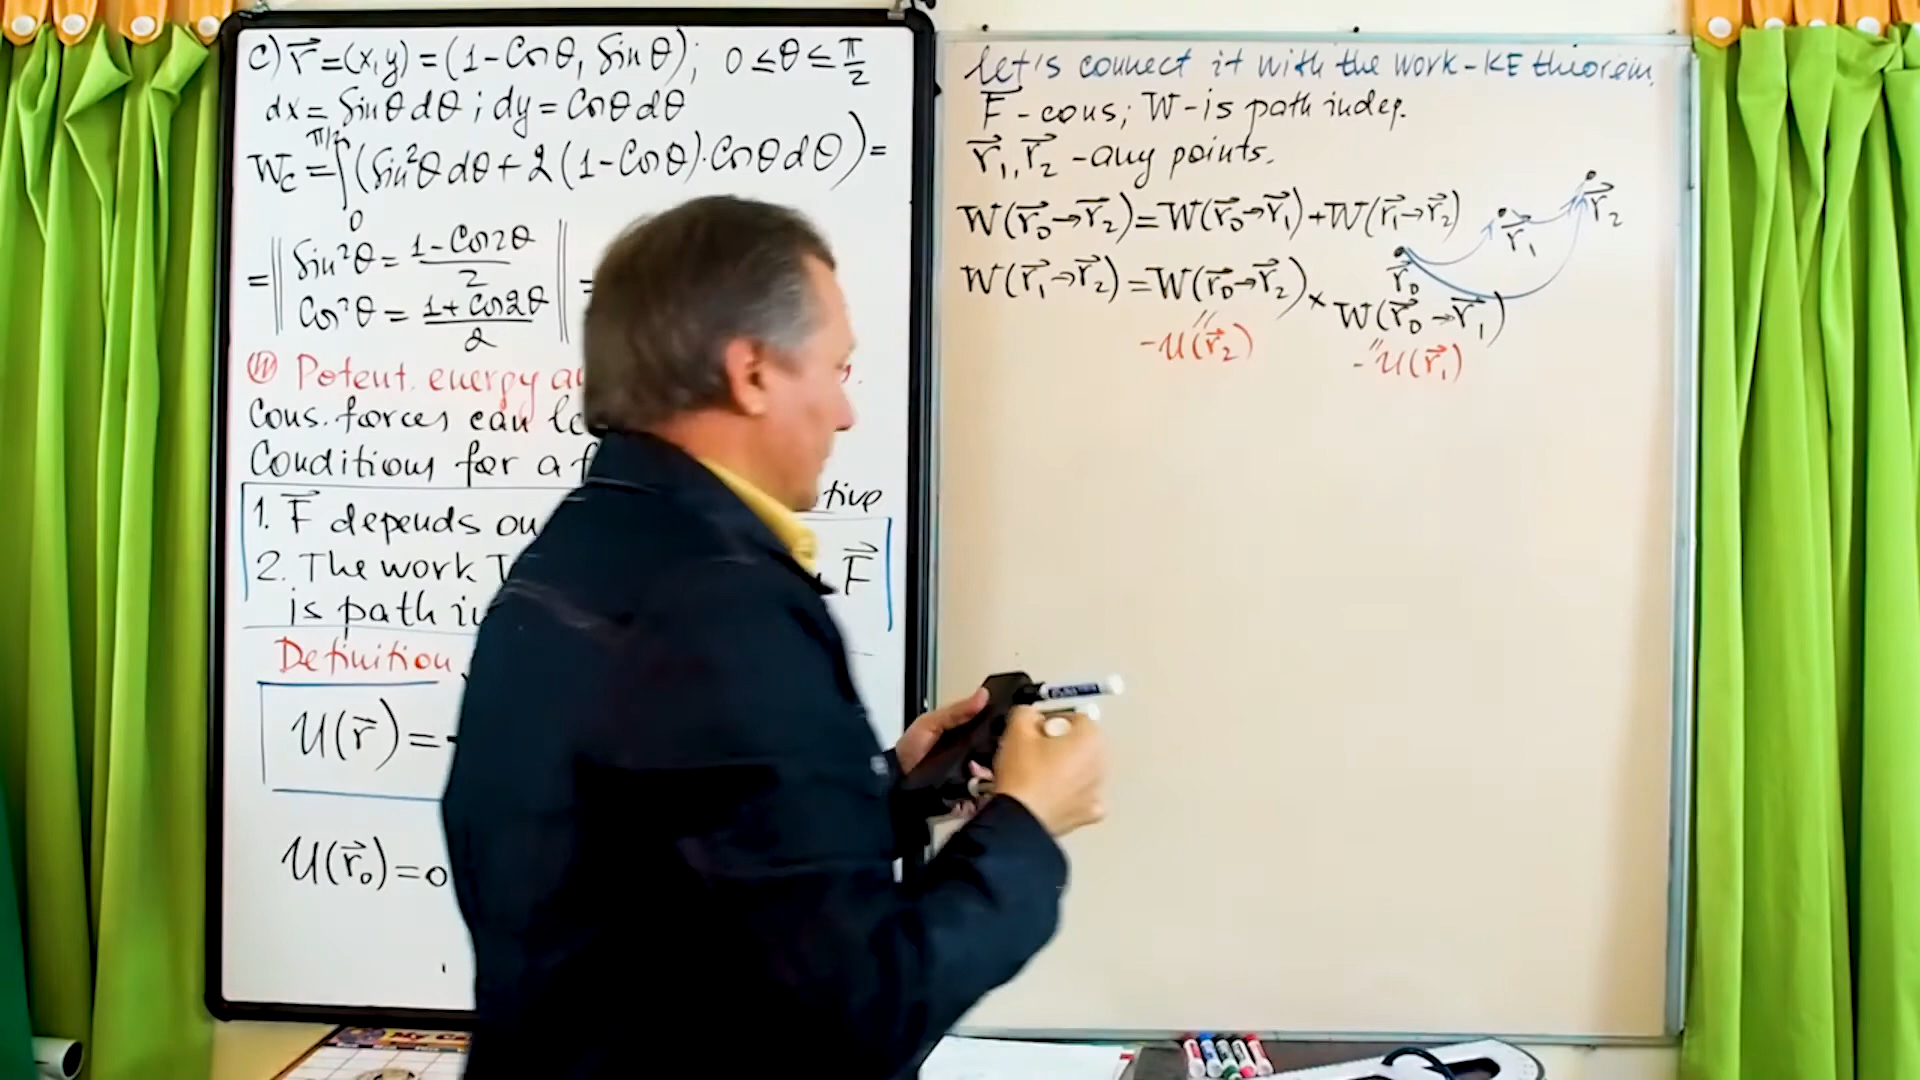 c) r⃗ = (x, y) = (1 - Cos θ, Sin θ); 0 ≤ θ ≤ π/2
dx = Sin θ dθ ; dy = Cos θ dθ
W_C = ∫₀^{π/2} (Sin²θ dθ + 2 (1 - Cos θ) · Cos θ d θ) =
= ‖ Sin²θ = (1 - Cos 2θ)/2
Cos²θ = (1 + Cos 2θ)/2 ‖ =
Potent. energy
Cons. forces can
Conditions for a
tive
1. F⃗ depends on
2. The work F⃗
is path
Definition
U(r⃗) = -
U(r⃗₀) = 0
Let's connect it with the work-KE theorem.
F - cons; W - is path indep.
r⃗₁, r⃗₂ - any points.
W(r⃗₀→r⃗₂) = W(r⃗₀→r⃗₁) + W(r⃗₁→r⃗₂)
W(r⃗₁→r⃗₂) = W(r⃗₀→r⃗₂) × W(r⃗₀→r⃗₁)
-U(r⃗₂) -U(r⃗₁)
r⃗₀ r⃗₁ r⃗₂